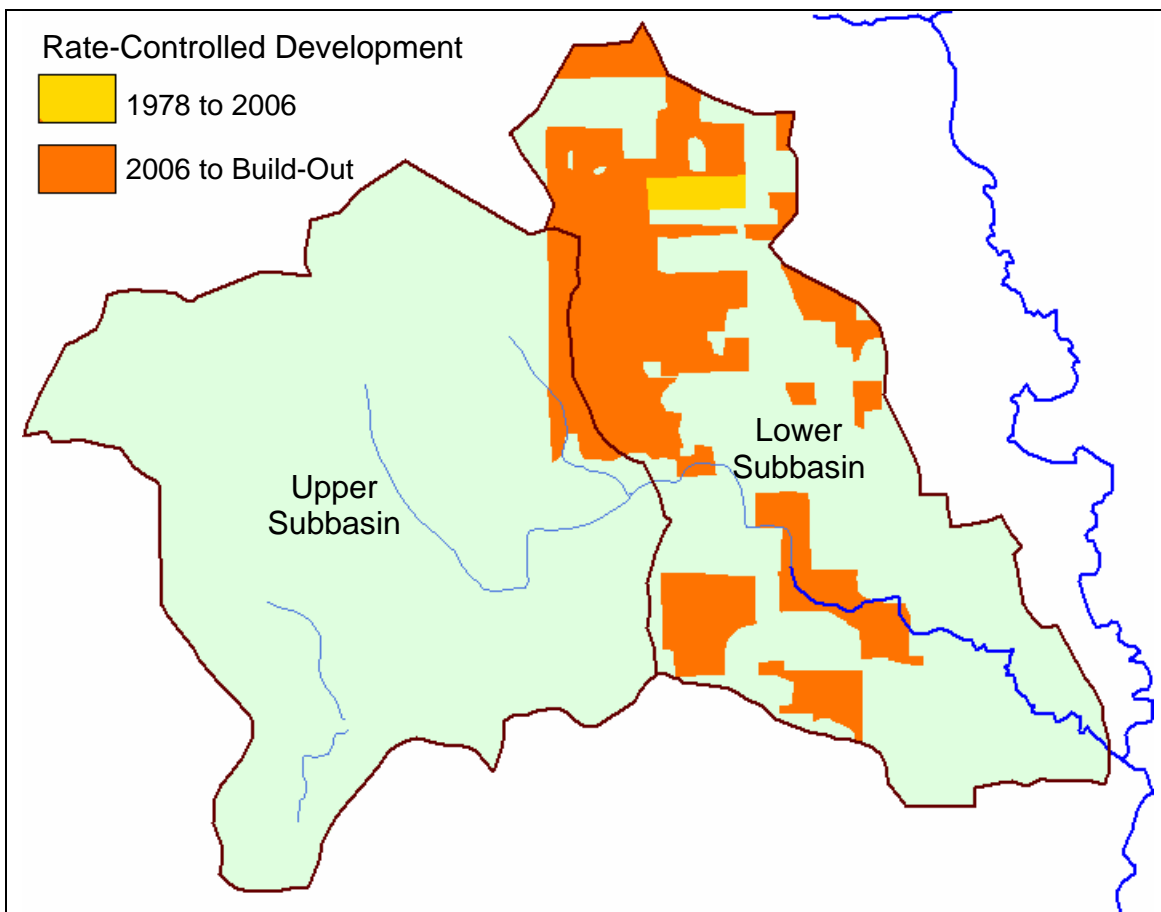 Rate-Controlled Development
1978 to 2006
2006 to Build-Out
Lower
Subbasin
Upper
Subbasin